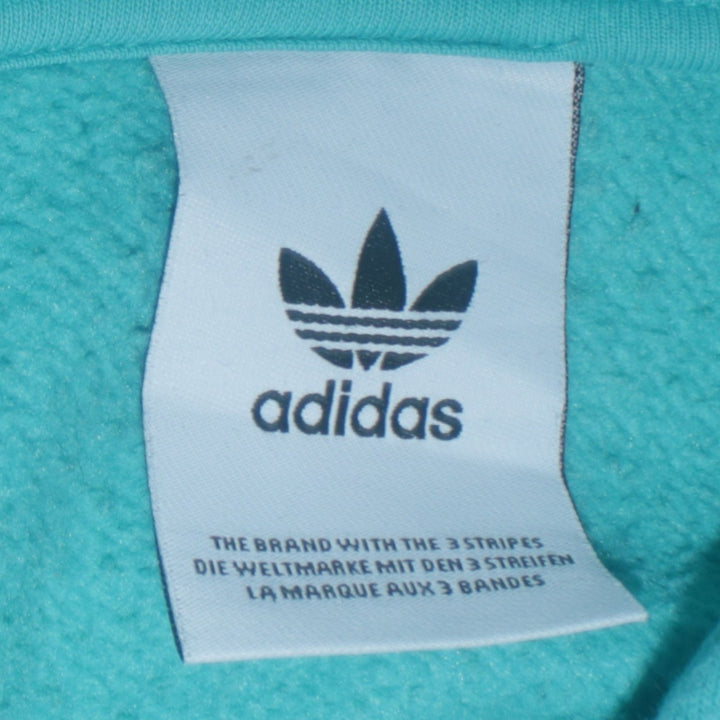 adidas
THE BRAND WITH THE 3 STRIPES
DIE WELTMARKE MIT DEN 3 STREIFEN
LA MARQUE AUX 3 BANDES